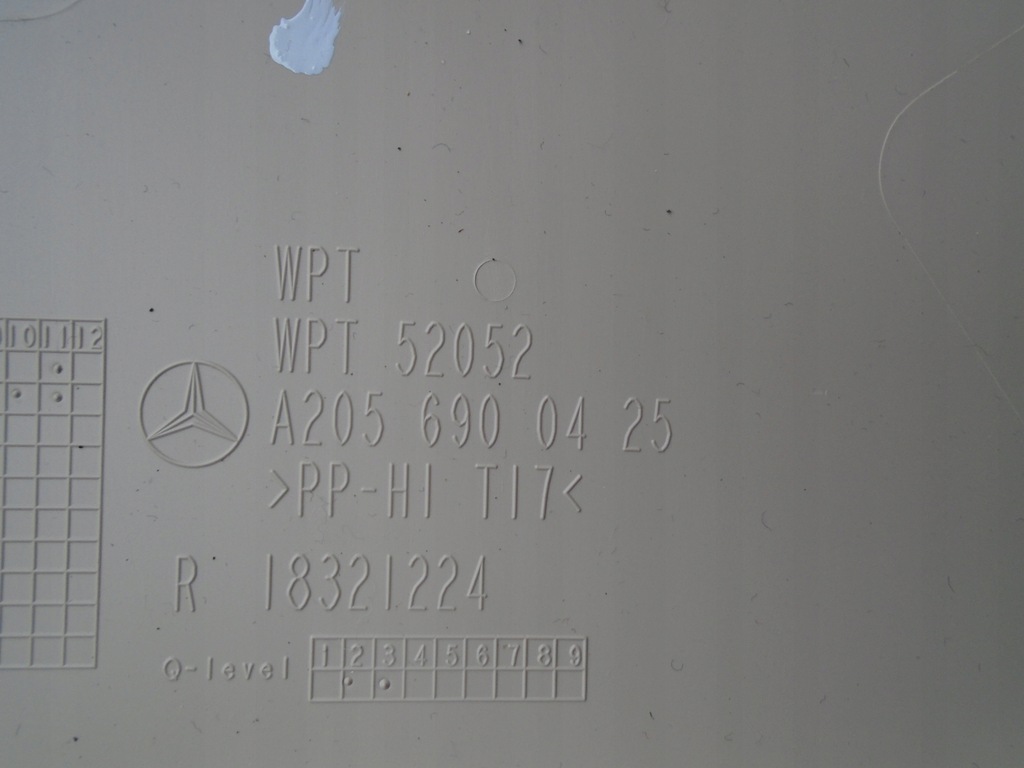 WPT
WPT 52052
10 11 12
A205 690 04 25
>PP-HI T17<
R 18321224
Q-level 1 2 3 4 5 6 7 8 9